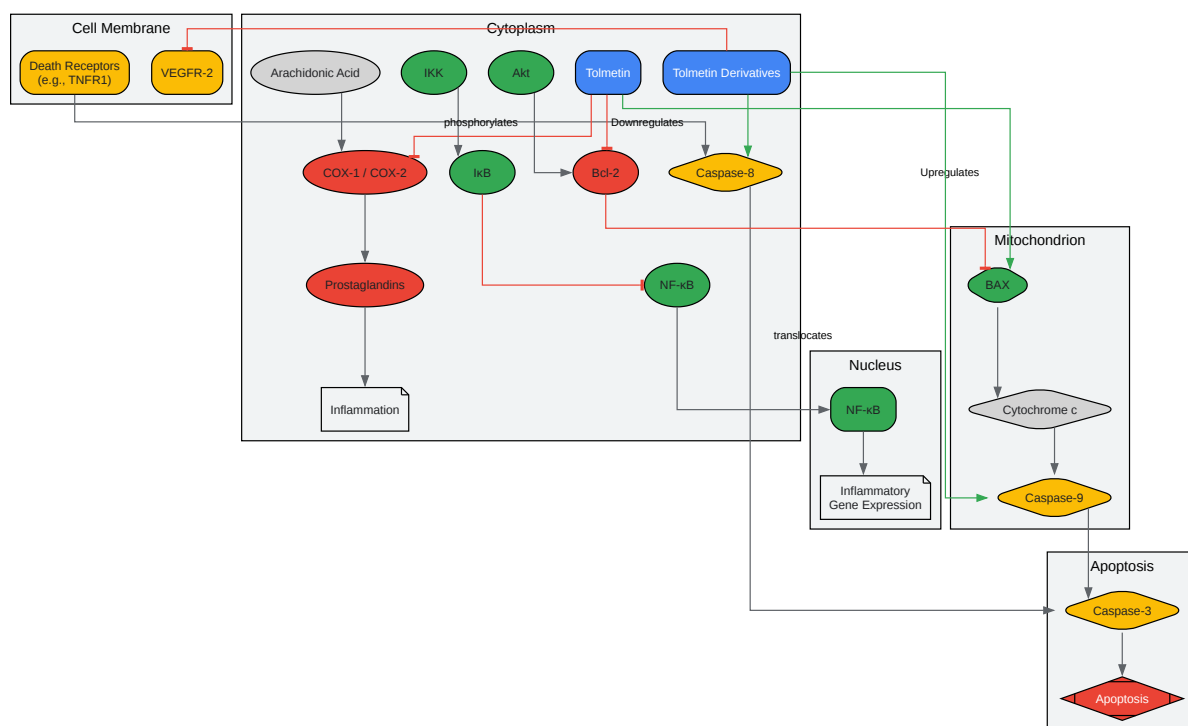 Cell Membrane
Cytoplasm
Death Receptors
(e.g., TNFR1)
VEGFR-2
Arachidonic Acid
IKK
Akt
Tolmetin
Tolmetin Derivatives
phosphorylates
Downregulates
COX-1 / COX-2
IκB
Bcl-2
Caspase-8
Upregulates
Mitochondrion
Prostaglandins
NF-κB
BAX
translocates
Nucleus
Inflammation
NF-κB
Cytochrome c
Inflammatory
Gene Expression
Caspase-9
Apoptosis
Caspase-3
Apoptosis